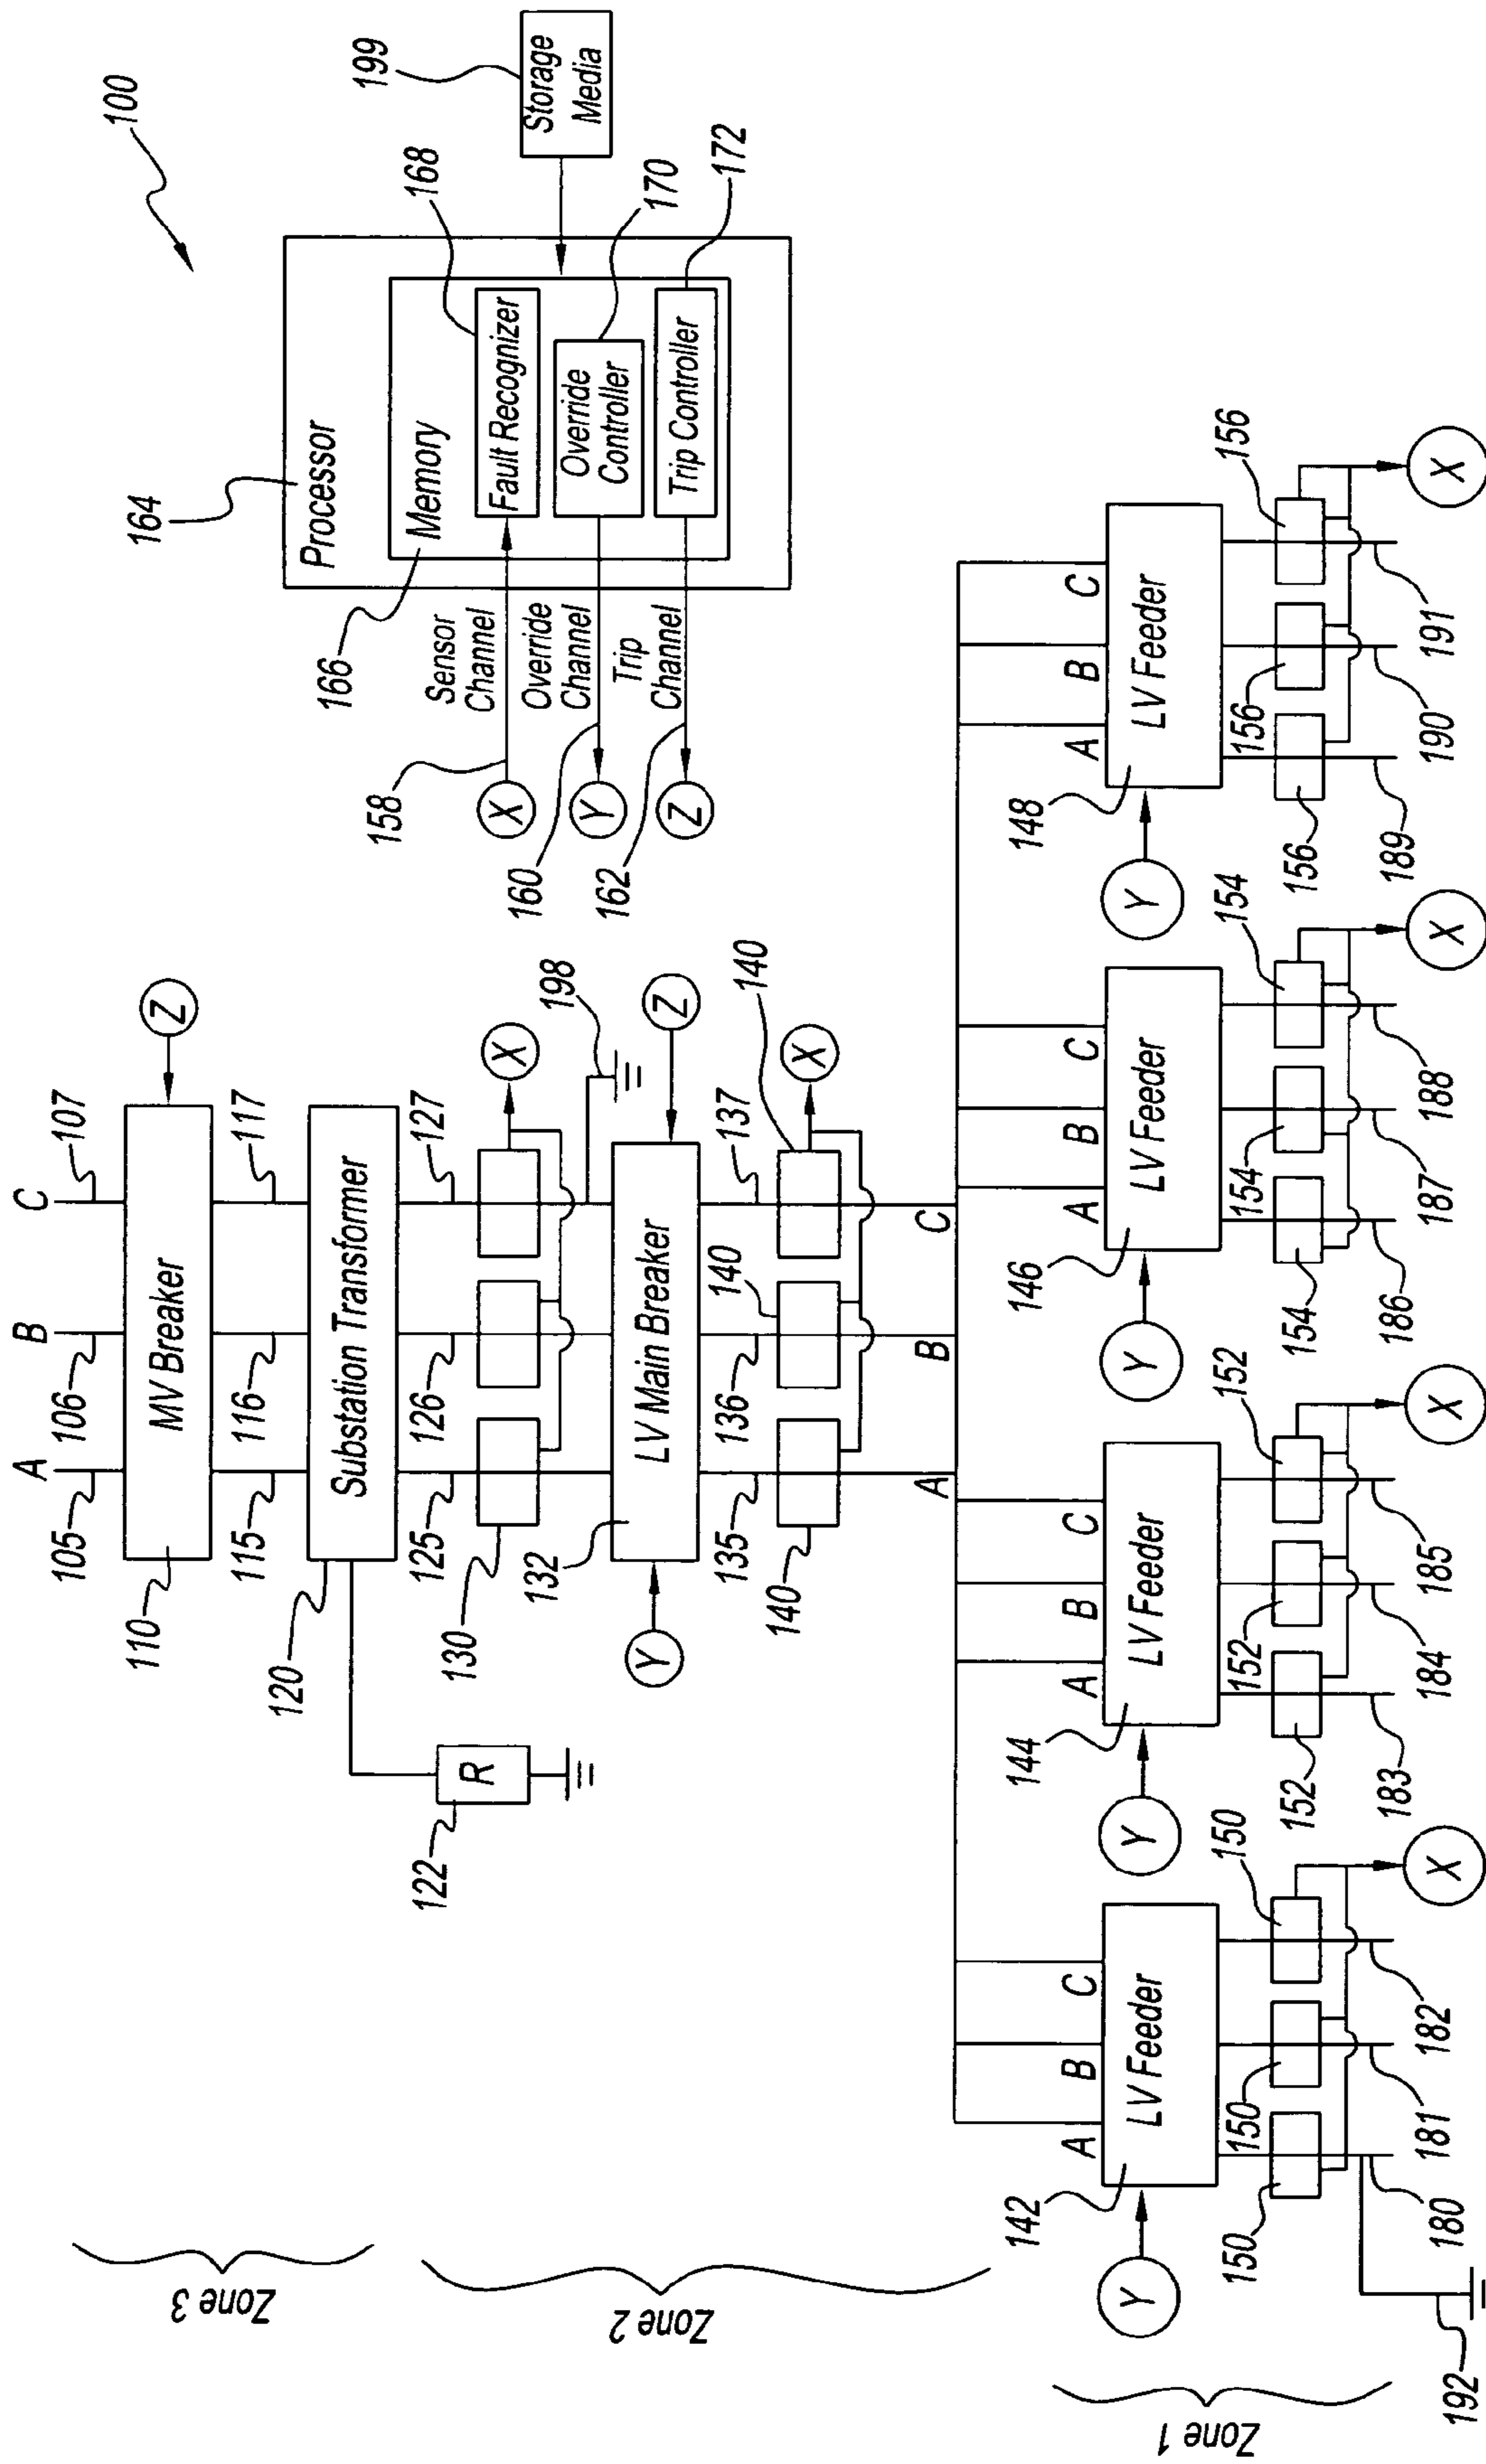 100
A
B
C
105
106
107
MV Breaker
110
Z
115
116
117
Substation Transformer
120
122
R
125
126
127
130
X
198
LV Main Breaker
132
Y
Z
135
136
137
140
140
140
X
A
B
C
164
Processor
166
Memory
168
Fault Recognizer
170
Override
Controller
172
Trip Controller
199
Storage
Media
Sensor
Channel
Override
Channel
Trip
Channel
158
160
162
X
Y
Z
A
B
C
LV Feeder
142
Y
150
150
150
X
180
181
182
192
A
B
C
LV Feeder
144
Y
152
152
152
X
183
184
185
A
B
C
LV Feeder
146
Y
154
154
154
X
186
187
188
A
B
C
LV Feeder
148
Y
156
156
156
X
189
190
191
Zone 3
Zone 2
Zone 1